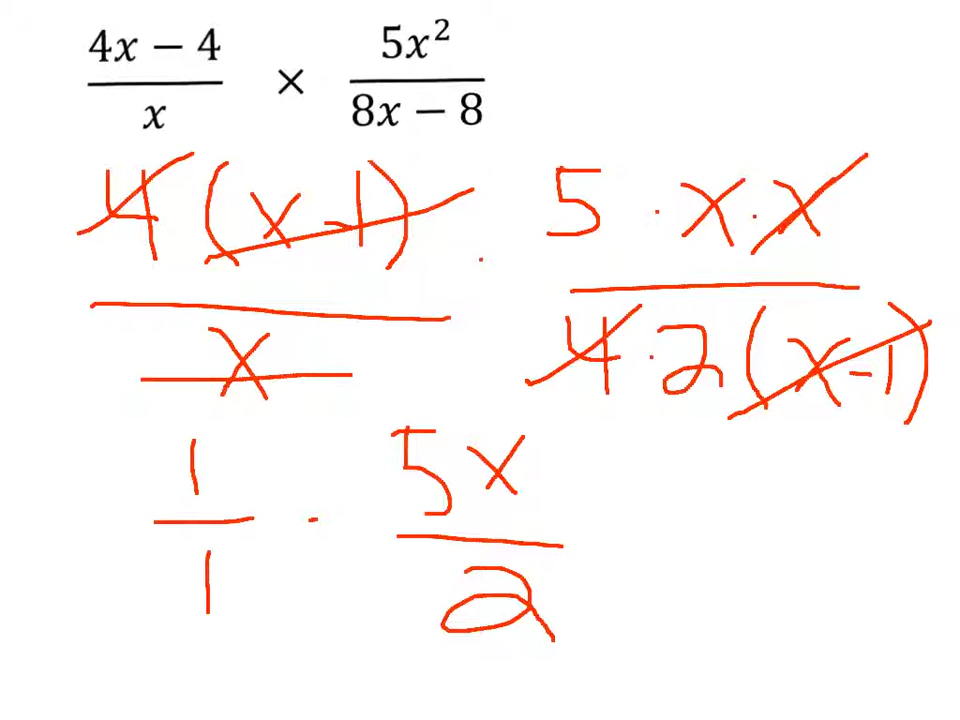 4x − 4 / x × 5x² / 8x − 8
4(x-1) / x · 5 · x · x / 4 · 2(x-1)
1 / 1 · 5x / 2